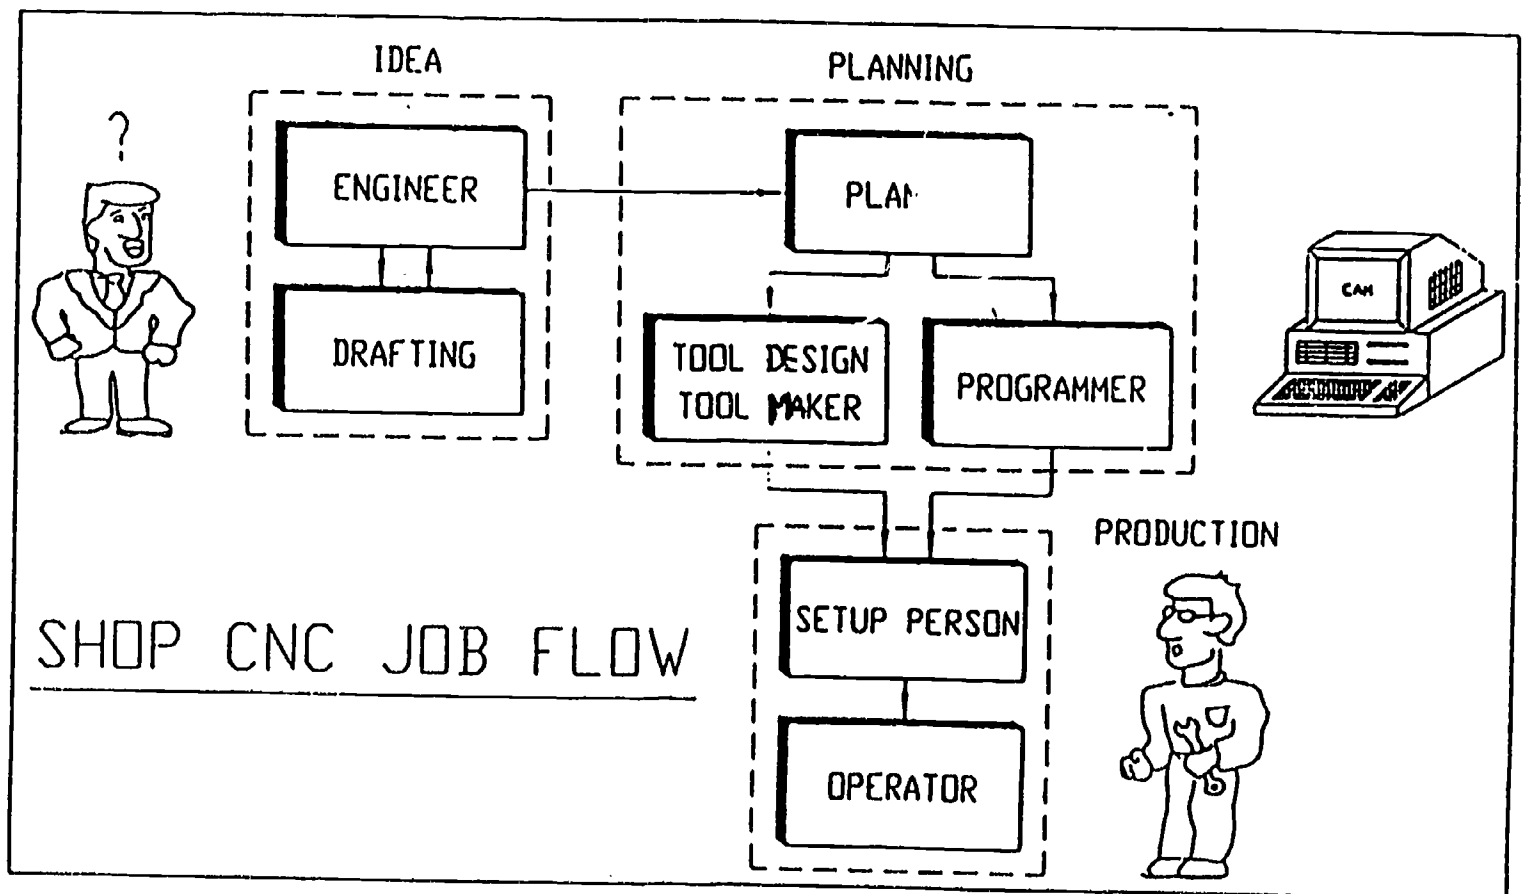 IDEA
PLANNING
?
ENGINEER
DRAFTING
TOOL DESIGN
TOOL MAKER
PROGRAMMER
CAM
PRODUCTION
SETUP PERSON
OPERATOR
SHOP CNC JOB FLOW